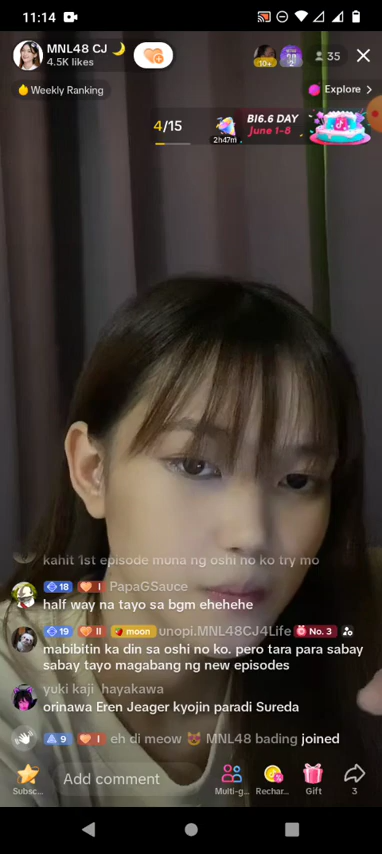 11:14
MNL48 CJ 🌙
4.5K likes
10+
35
Weekly Ranking
Explore
4/15
2h47m
BI6.6 DAY
June 1-8
kahit 1st episode muna ng oshi no ko try mo
18 I PapaGSauce
half way na tayo sa bgm ehehehe
19 II moon unopi.MNL48CJ4Life No. 3
mabibitin ka din sa oshi no ko. pero tara para sabay
sabay tayo magabang ng new episodes
yuki kaji hayakawa
orinawa Eren Jeager kyojin paradi Sureda
9 I eh di meow 😻 MNL48 bading joined
Add comment
Subsc...
Multi-g...
Rechar...
Gift
3